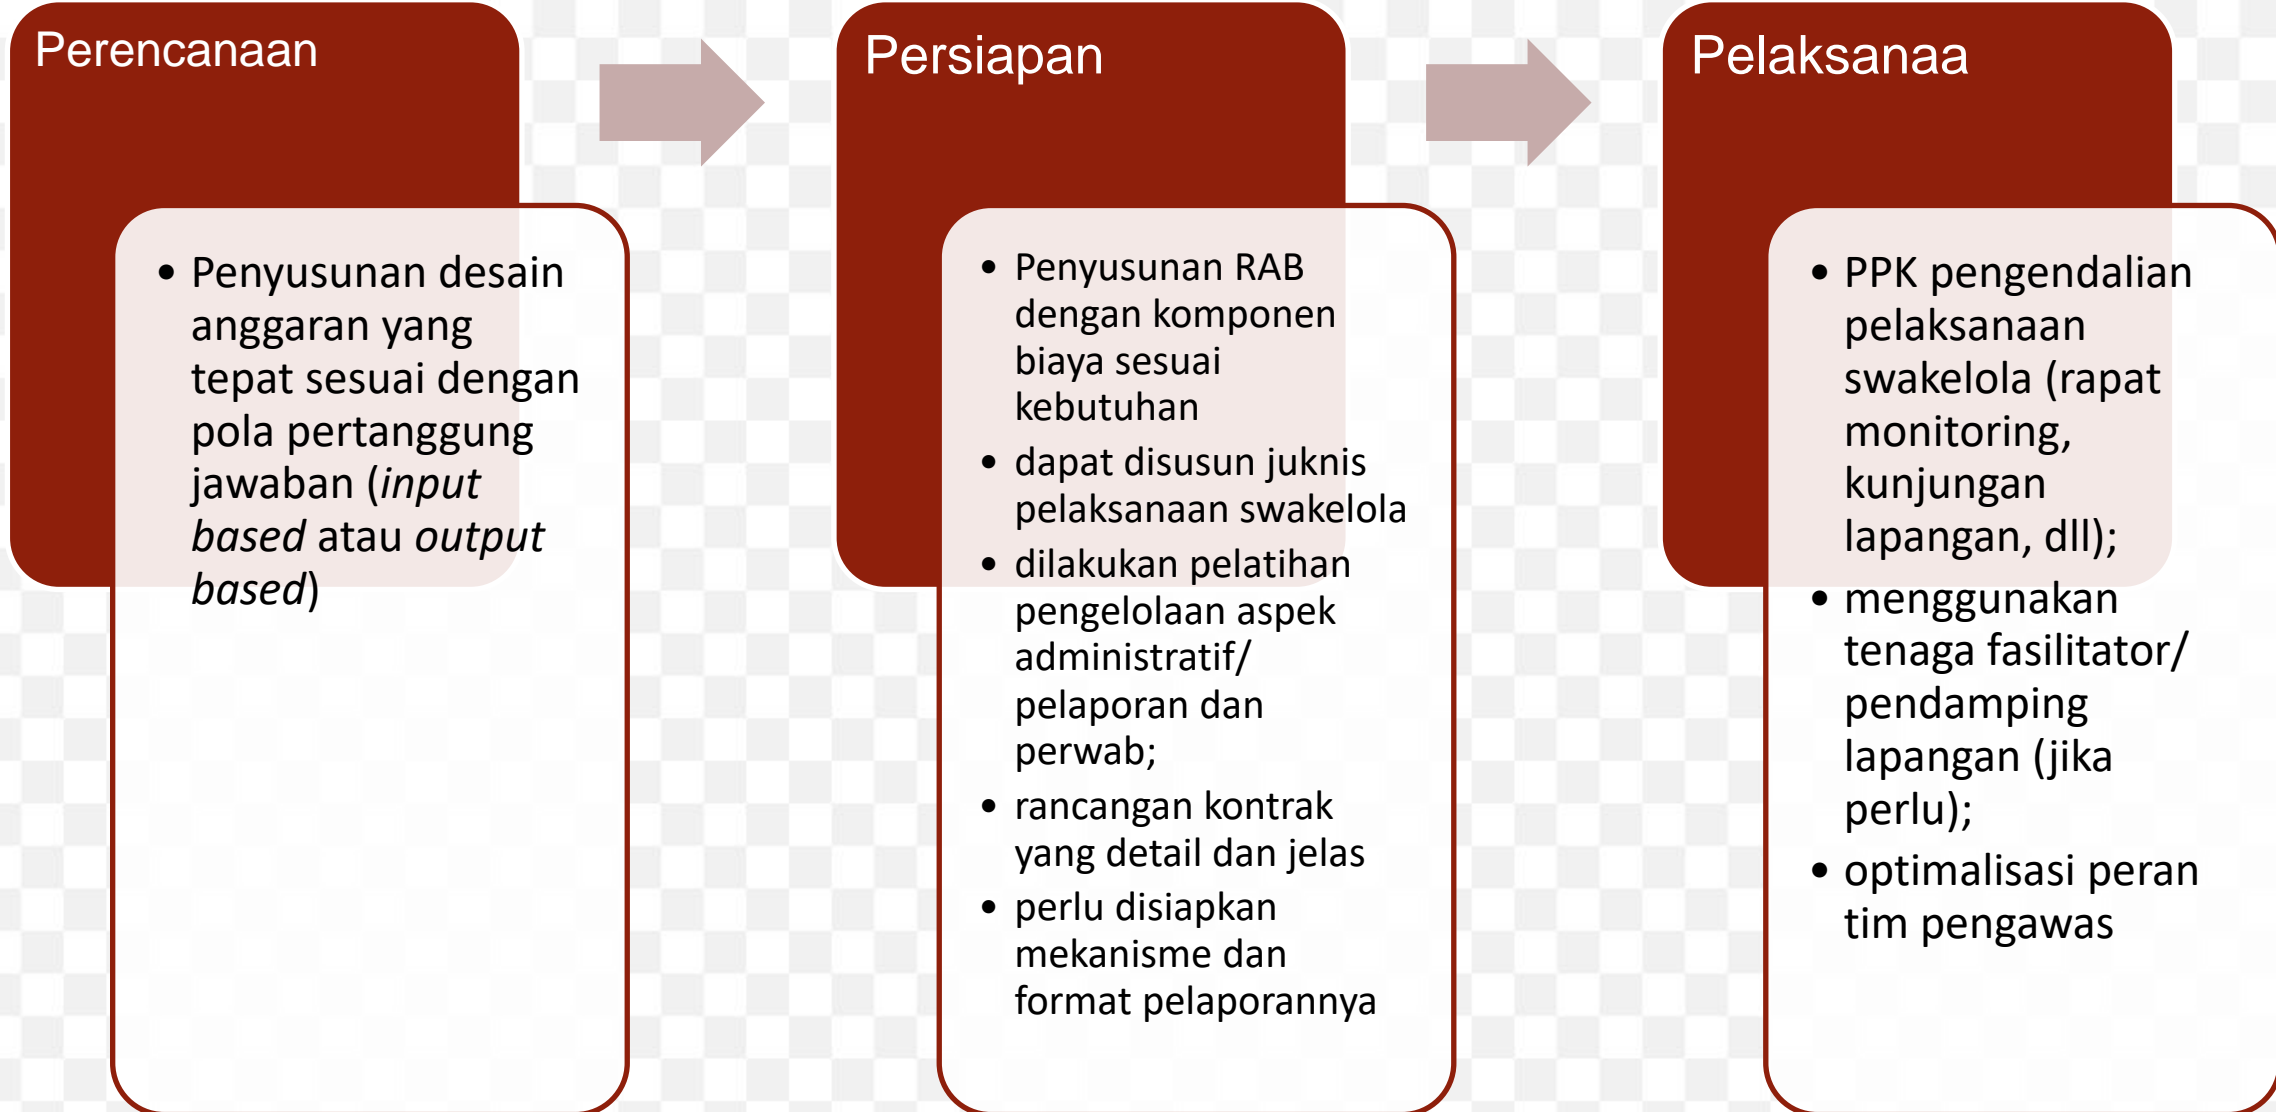 Perencanaan
• Penyusunan desain
anggaran yang
tepat sesuai dengan
pola pertanggung
jawaban (input
based atau output
based)
Persiapan
• Penyusunan RAB
dengan komponen
biaya sesuai
kebutuhan
• dapat disusun juknis
pelaksanaan swakelola
• dilakukan pelatihan
pengelolaan aspek
administratif/
pelaporan dan
perwab;
• rancangan kontrak
yang detail dan jelas
• perlu disiapkan
mekanisme dan
format pelaporannya
Pelaksanaa
• PPK pengendalian
pelaksanaan
swakelola (rapat
monitoring,
kunjungan
lapangan, dll);
• menggunakan
tenaga fasilitator/
pendamping
lapangan (jika
perlu);
• optimalisasi peran
tim pengawas